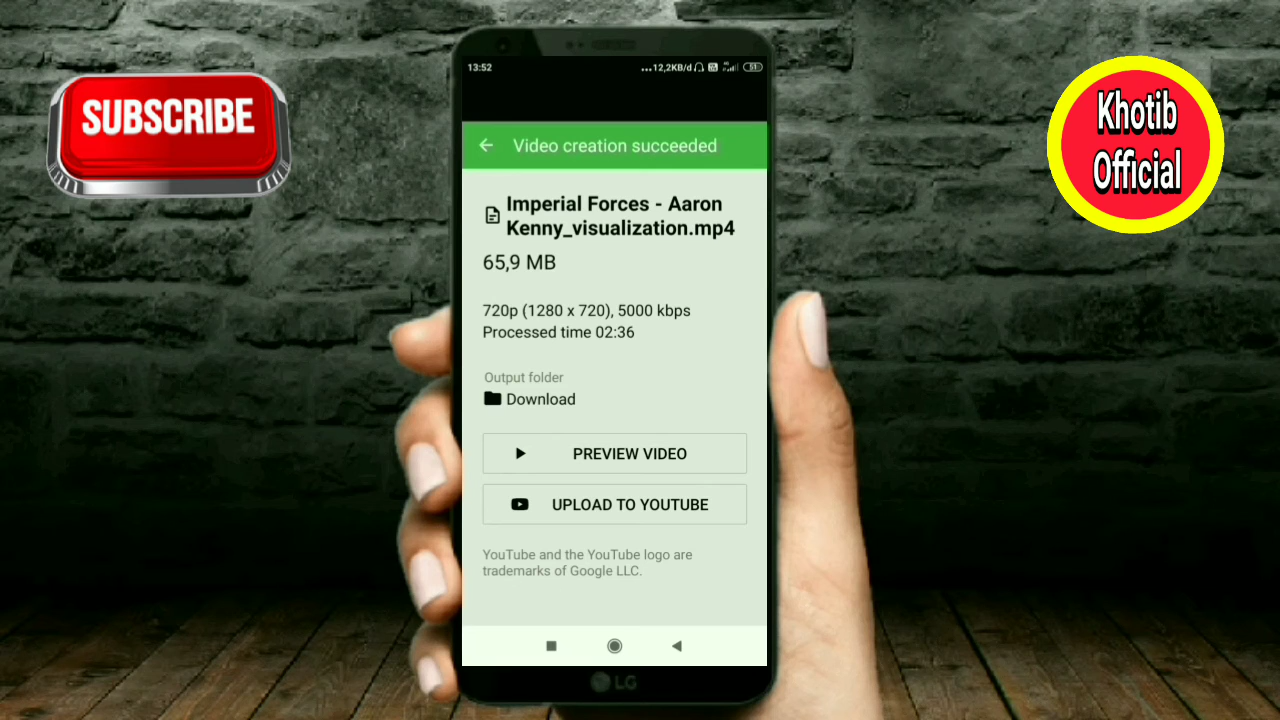 SUBSCRIBE
Khotib
Official
13:52
...12,2KB/d
51
Video creation succeeded
Imperial Forces - Aaron
Kenny_visualization.mp4
65,9 MB
720p (1280 x 720), 5000 kbps
Processed time 02:36
Output folder
Download
PREVIEW VIDEO
UPLOAD TO YOUTUBE
YouTube and the YouTube logo are
trademarks of Google LLC.
LG